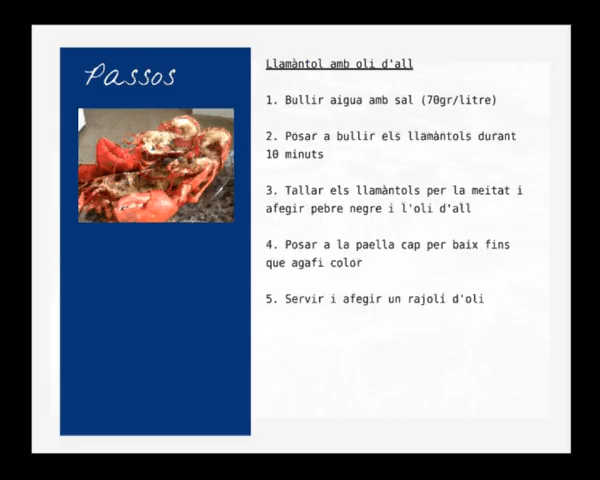 Passos
Llamàntol amb oli d'all
1. Bullir aigua amb sal (70gr/litre)
2. Posar a bullir els llamàntols durant
10 minuts
3. Tallar els llamàntols per la meitat i
afegir pebre negre i l'oli d'all
4. Posar a la paella cap per baix fins
que agafi color
5. Servir i afegir un rajolí d'oli